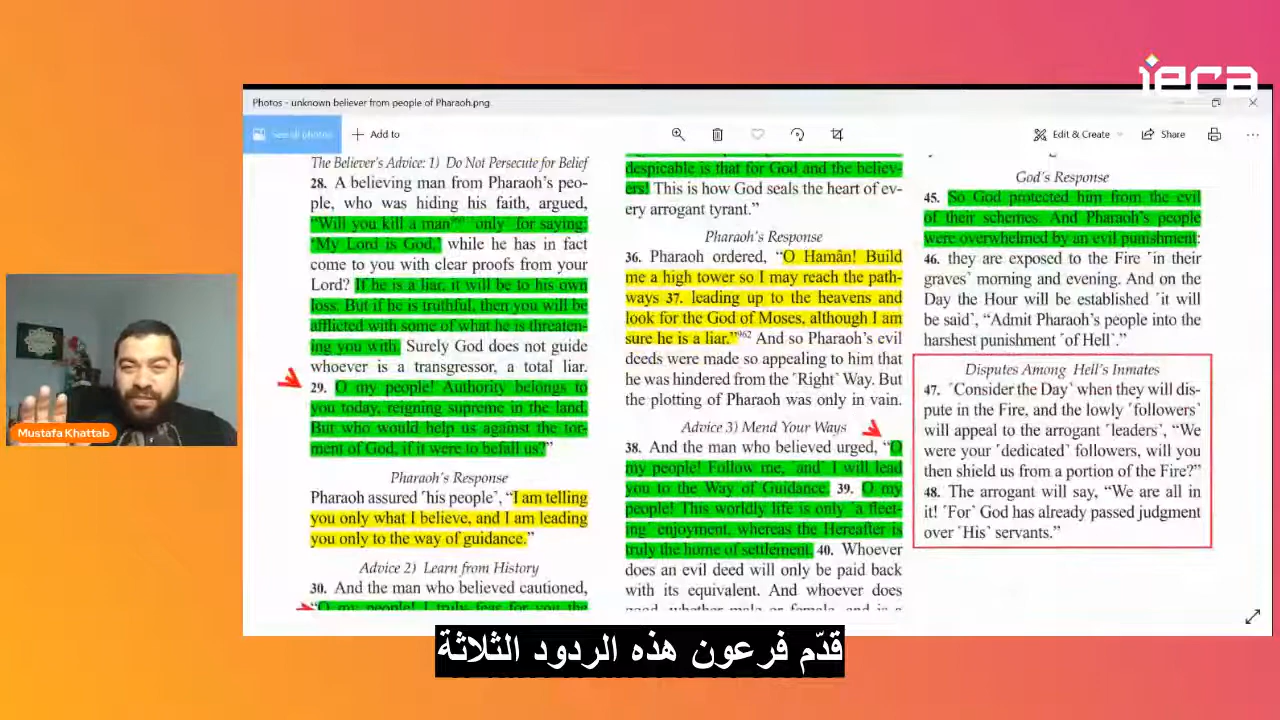 iera
Photos - unknown believer from people of Pharaoh.png
See all photos
Add to
Edit & Create
Share
The Believer's Advice: 1) Do Not Persecute for Belief
28. A believing man from Pharaoh's peo-
ple, who was hiding his faith, argued,
“Will you kill a man ˹only˺ for saying:
‘My Lord is God,’ while he has in fact
come to you with clear proofs from your
Lord? If he is a liar, it will be to his own
loss. But if he is truthful, then you will be
afflicted with some of what he is threaten-
ing you with. Surely God does not guide
whoever is a transgressor, a total liar.
29. O my people! Authority belongs to
you today, reigning supreme in the land.
But who would help us against the tor-
ment of God, if it were to befall us?”
Pharaoh's Response
Pharaoh assured ˹his people˺, “I am telling
you only what I believe, and I am leading
you only to the way of guidance.”
Advice 2) Learn from History
30. And the man who believed cautioned,
“O my people! I truly fear for you the
despicable is that for God and the believ-
ers! This is how God seals the heart of ev-
ery arrogant tyrant.”
Pharaoh's Response
36. Pharaoh ordered, “O Hamân! Build
me a high tower so I may reach the path-
ways 37. leading up to the heavens and
look for the God of Moses, although I am
sure he is a liar.”962 And so Pharaoh's evil
deeds were made so appealing to him that
he was hindered from the ˹Right˺ Way. But
the plotting of Pharaoh was only in vain.
Advice 3) Mend Your Ways
38. And the man who believed urged, “O
my people! Follow me, ˹and˺ I will lead
you to the Way of Guidance. 39. O my
people! This worldly life is only ˹a fleet-
ing˺ enjoyment, whereas the Hereafter is
truly the home of settlement. 40. Whoever
does an evil deed will only be paid back
with its equivalent. And whoever does
good, whether male or female, and is a
God's Response
45. So God protected him from the evil
of their schemes. And Pharaoh's people
were overwhelmed by an evil punishment:
46. they are exposed to the Fire ˹in their
graves˺ morning and evening. And on the
Day the Hour will be established ˹it will
be said˺, “Admit Pharaoh's people into the
harshest punishment ˹of Hell˺.”
Disputes Among Hell's Inmates
47. ˹Consider the Day˺ when they will dis-
pute in the Fire, and the lowly ˹followers˺
will appeal to the arrogant ˹leaders˺, “We
were your ˹dedicated˺ followers, will you
then shield us from a portion of the Fire?”
48. The arrogant will say, “We are all in
it! ˹For˺ God has already passed judgment
over ˹His˺ servants.”
Mustafa Khattab
قدّم فرعون هذه الردود الثلاثة